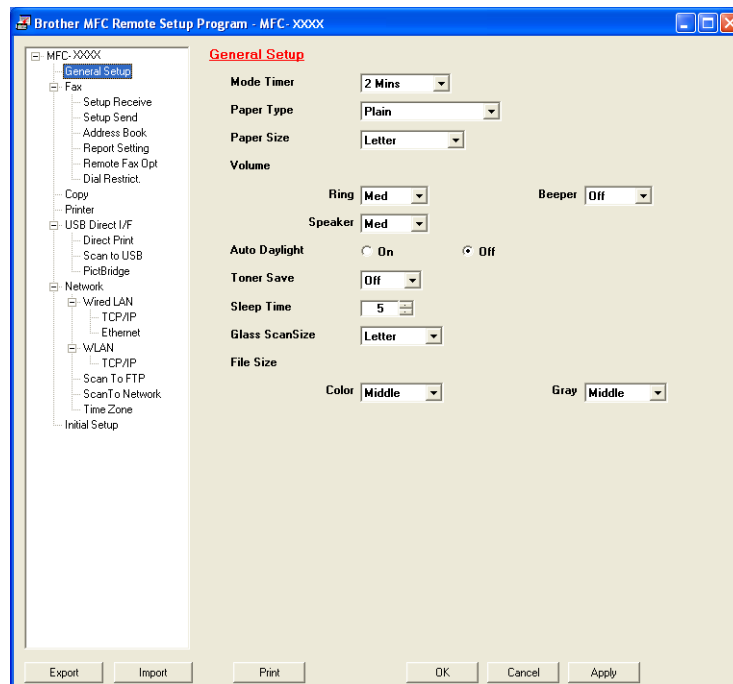 Brother MFC Remote Setup Program - MFC- XXXX
MFC-XXXX
General Setup
Fax
Setup Receive
Setup Send
Address Book
Report Setting
Remote Fax Opt
Dial Restrict.
Copy
Printer
USB Direct I/F
Direct Print
Scan to USB
PictBridge
Network
Wired LAN
TCP/IP
Ethernet
WLAN
TCP/IP
Scan To FTP
ScanTo Network
Time Zone
Initial Setup
General Setup
Mode Timer 2 Mins
Paper Type Plain
Paper Size Letter
Volume
Ring Med Beeper Off
Speaker Med
Auto Daylight On Off
Toner Save Off
Sleep Time 5
Glass ScanSize Letter
File Size
Color Middle Gray Middle
Export Import Print OK Cancel Apply